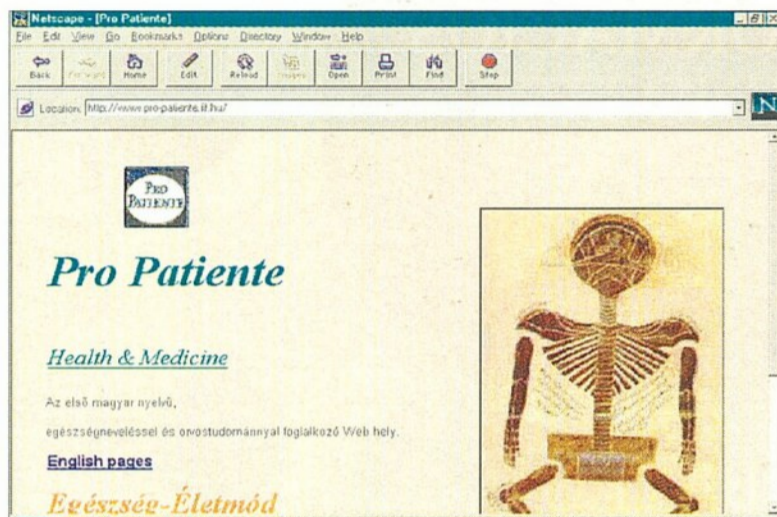 Netscape - [Pro Patiente]
File Edit View Go Bookmarks Options Directory Window Help
Back Forward Home Edit Reload Images Open Print Find Stop
Location: http://www.pro-patiente.iif.hu/
N
PRO
PATIENTE
Pro Patiente
Health & Medicine
Az első magyar nyelvű,
egészségneveléssel és orvostudománnyal foglalkozó Web hely.
English pages
Egészség-Életmód